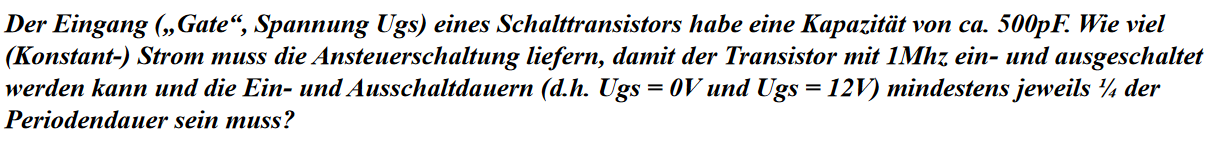 Der Eingang („Gate“, Spannung Ugs) eines Schalttransistors habe eine Kapazität von ca. 500pF. Wie viel
(Konstant-) Strom muss die Ansteuerschaltung liefern, damit der Transistor mit 1Mhz ein- und ausgeschaltet
werden kann und die Ein- und Ausschaltdauern (d.h. Ugs = 0V und Ugs = 12V) mindestens jeweils ¼ der
Periodendauer sein muss?